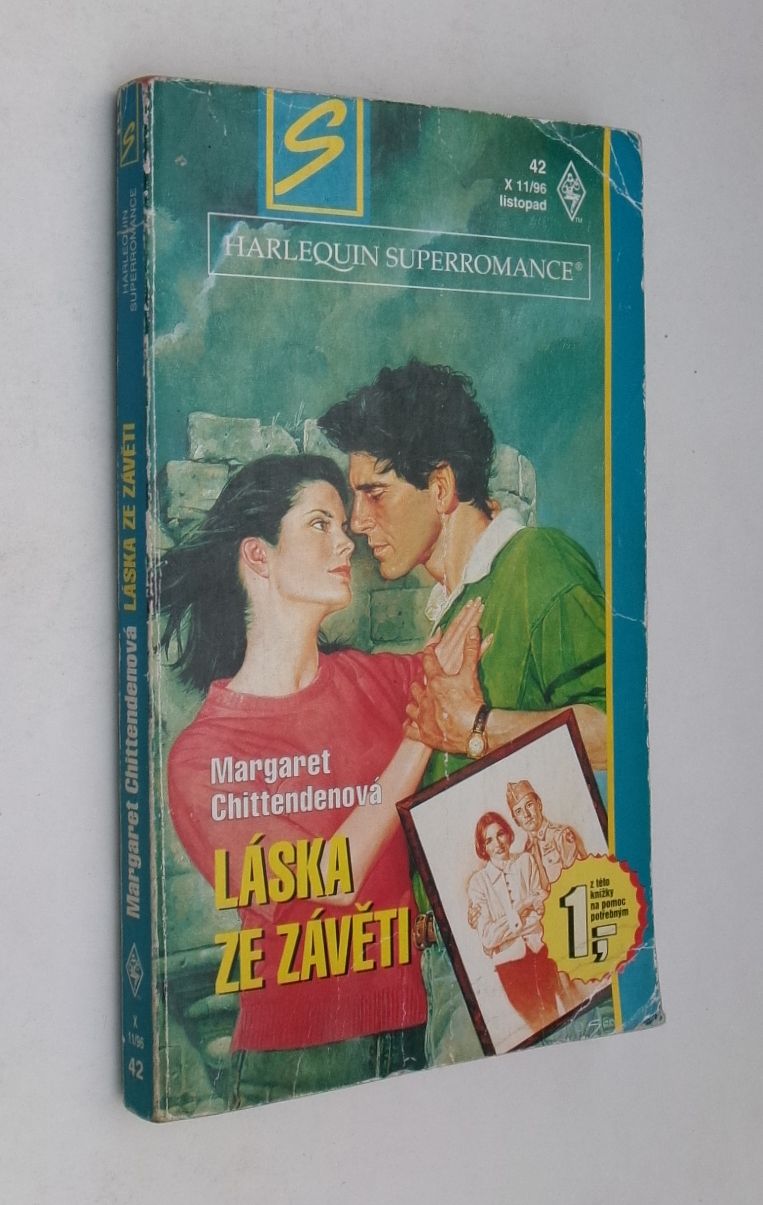 S
42
X 11/96
listopad
TM
HARLEQUIN SUPERROMANCE®
Margaret
Chittendenová
LÁSKA
ZE ZÁVĚTI
1,-
z této
knížky
na pomoc
potřebným
S
HARLEQUIN
SUPERROMANCE
Margaret Chittendenová LÁSKA ZE ZÁVĚTI
X
11/96
42